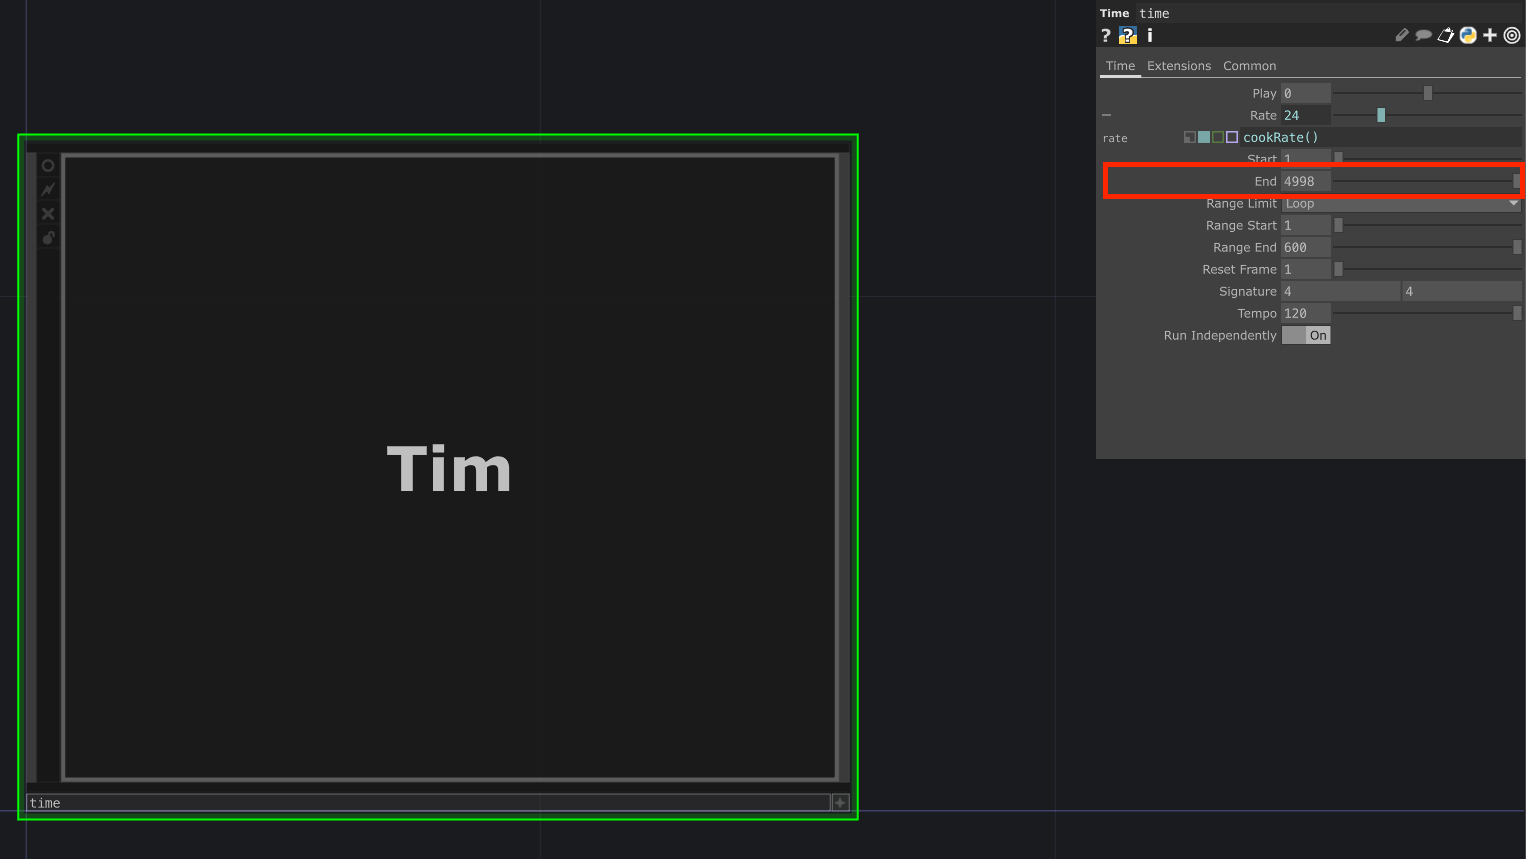 Time time
? ? i
Time Extensions Common
Play 0
Rate 24
rate cookRate()
Start 1
End 4998
Range Limit Loop
Range Start 1
Range End 600
Reset Frame 1
Signature 4 4
Tempo 120
Run Independently On
Tim
time